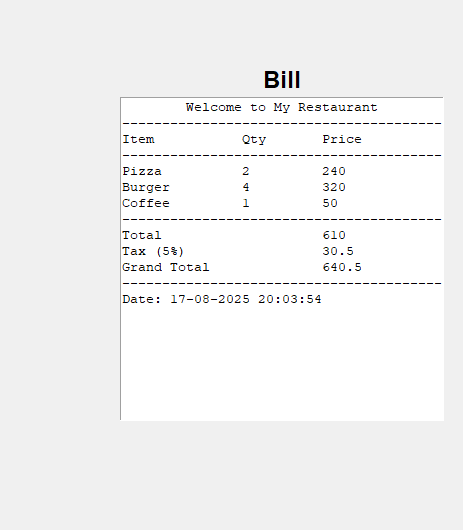 Bill
Welcome to My Restaurant
----------------------------------------
Item Qty Price
----------------------------------------
Pizza 2 240
Burger 4 320
Coffee 1 50
----------------------------------------
Total 610
Tax (5%) 30.5
Grand Total 640.5
----------------------------------------
Date: 17-08-2025 20:03:54